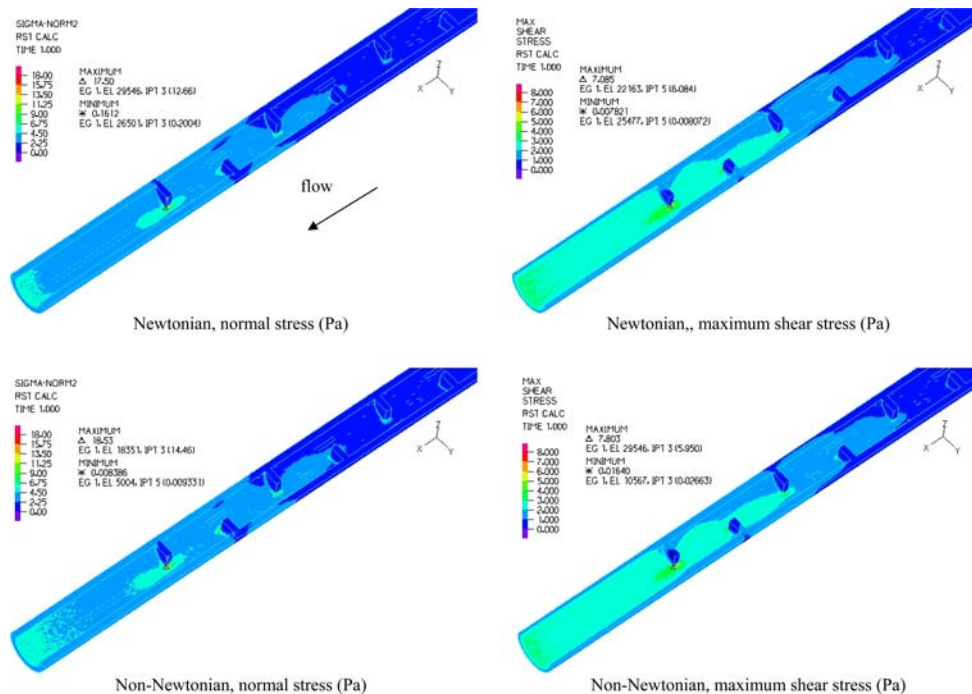 SIGMA-NORM2
RST CALC
TIME 1.000
18.00
15.75
13.50
11.25
9.00
6.75
4.50
2.25
0.00
MAXIMUM
Δ 17.50
EG 1, EL 29546, IPT 3 (12.66)
MINIMUM
✳ 0.1612
EG 1, EL 26501, IPT 3 (0.2004)
Z
X
Y
flow
Newtonian, normal stress (Pa)
MAX
SHEAR
STRESS
RST CALC
TIME 1.000
8.000
7.000
6.000
5.000
4.000
3.000
2.000
1.000
0.000
MAXIMUM
Δ 7.085
EG 1, EL 22163, IPT 5 (6.084)
MINIMUM
✳ 0.007821
EG 1, EL 25477, IPT 5 (0.008072)
Z
X
Y
Newtonian,, maximum shear stress (Pa)
SIGMA-NORM2
RST CALC
TIME 1.000
18.00
15.75
13.50
11.25
9.00
6.75
4.50
2.25
0.00
MAXIMUM
Δ 18.53
EG 1, EL 18351, IPT 3 (14.46)
MINIMUM
✳ 0.008386
EG 1, EL 5004, IPT 5 (0.009331)
Z
X
Y
Non-Newtonian, normal stress (Pa)
MAX
SHEAR
STRESS
RST CALC
TIME 1.000
8.000
7.000
6.000
5.000
4.000
3.000
2.000
1.000
0.000
MAXIMUM
Δ 7.803
EG 1, EL 29546, IPT 3 (5.950)
MINIMUM
✳ 0.01640
EG 1, EL 10567, IPT 3 (0.02663)
Z
X
Y
Non-Newtonian, maximum shear stress (Pa)